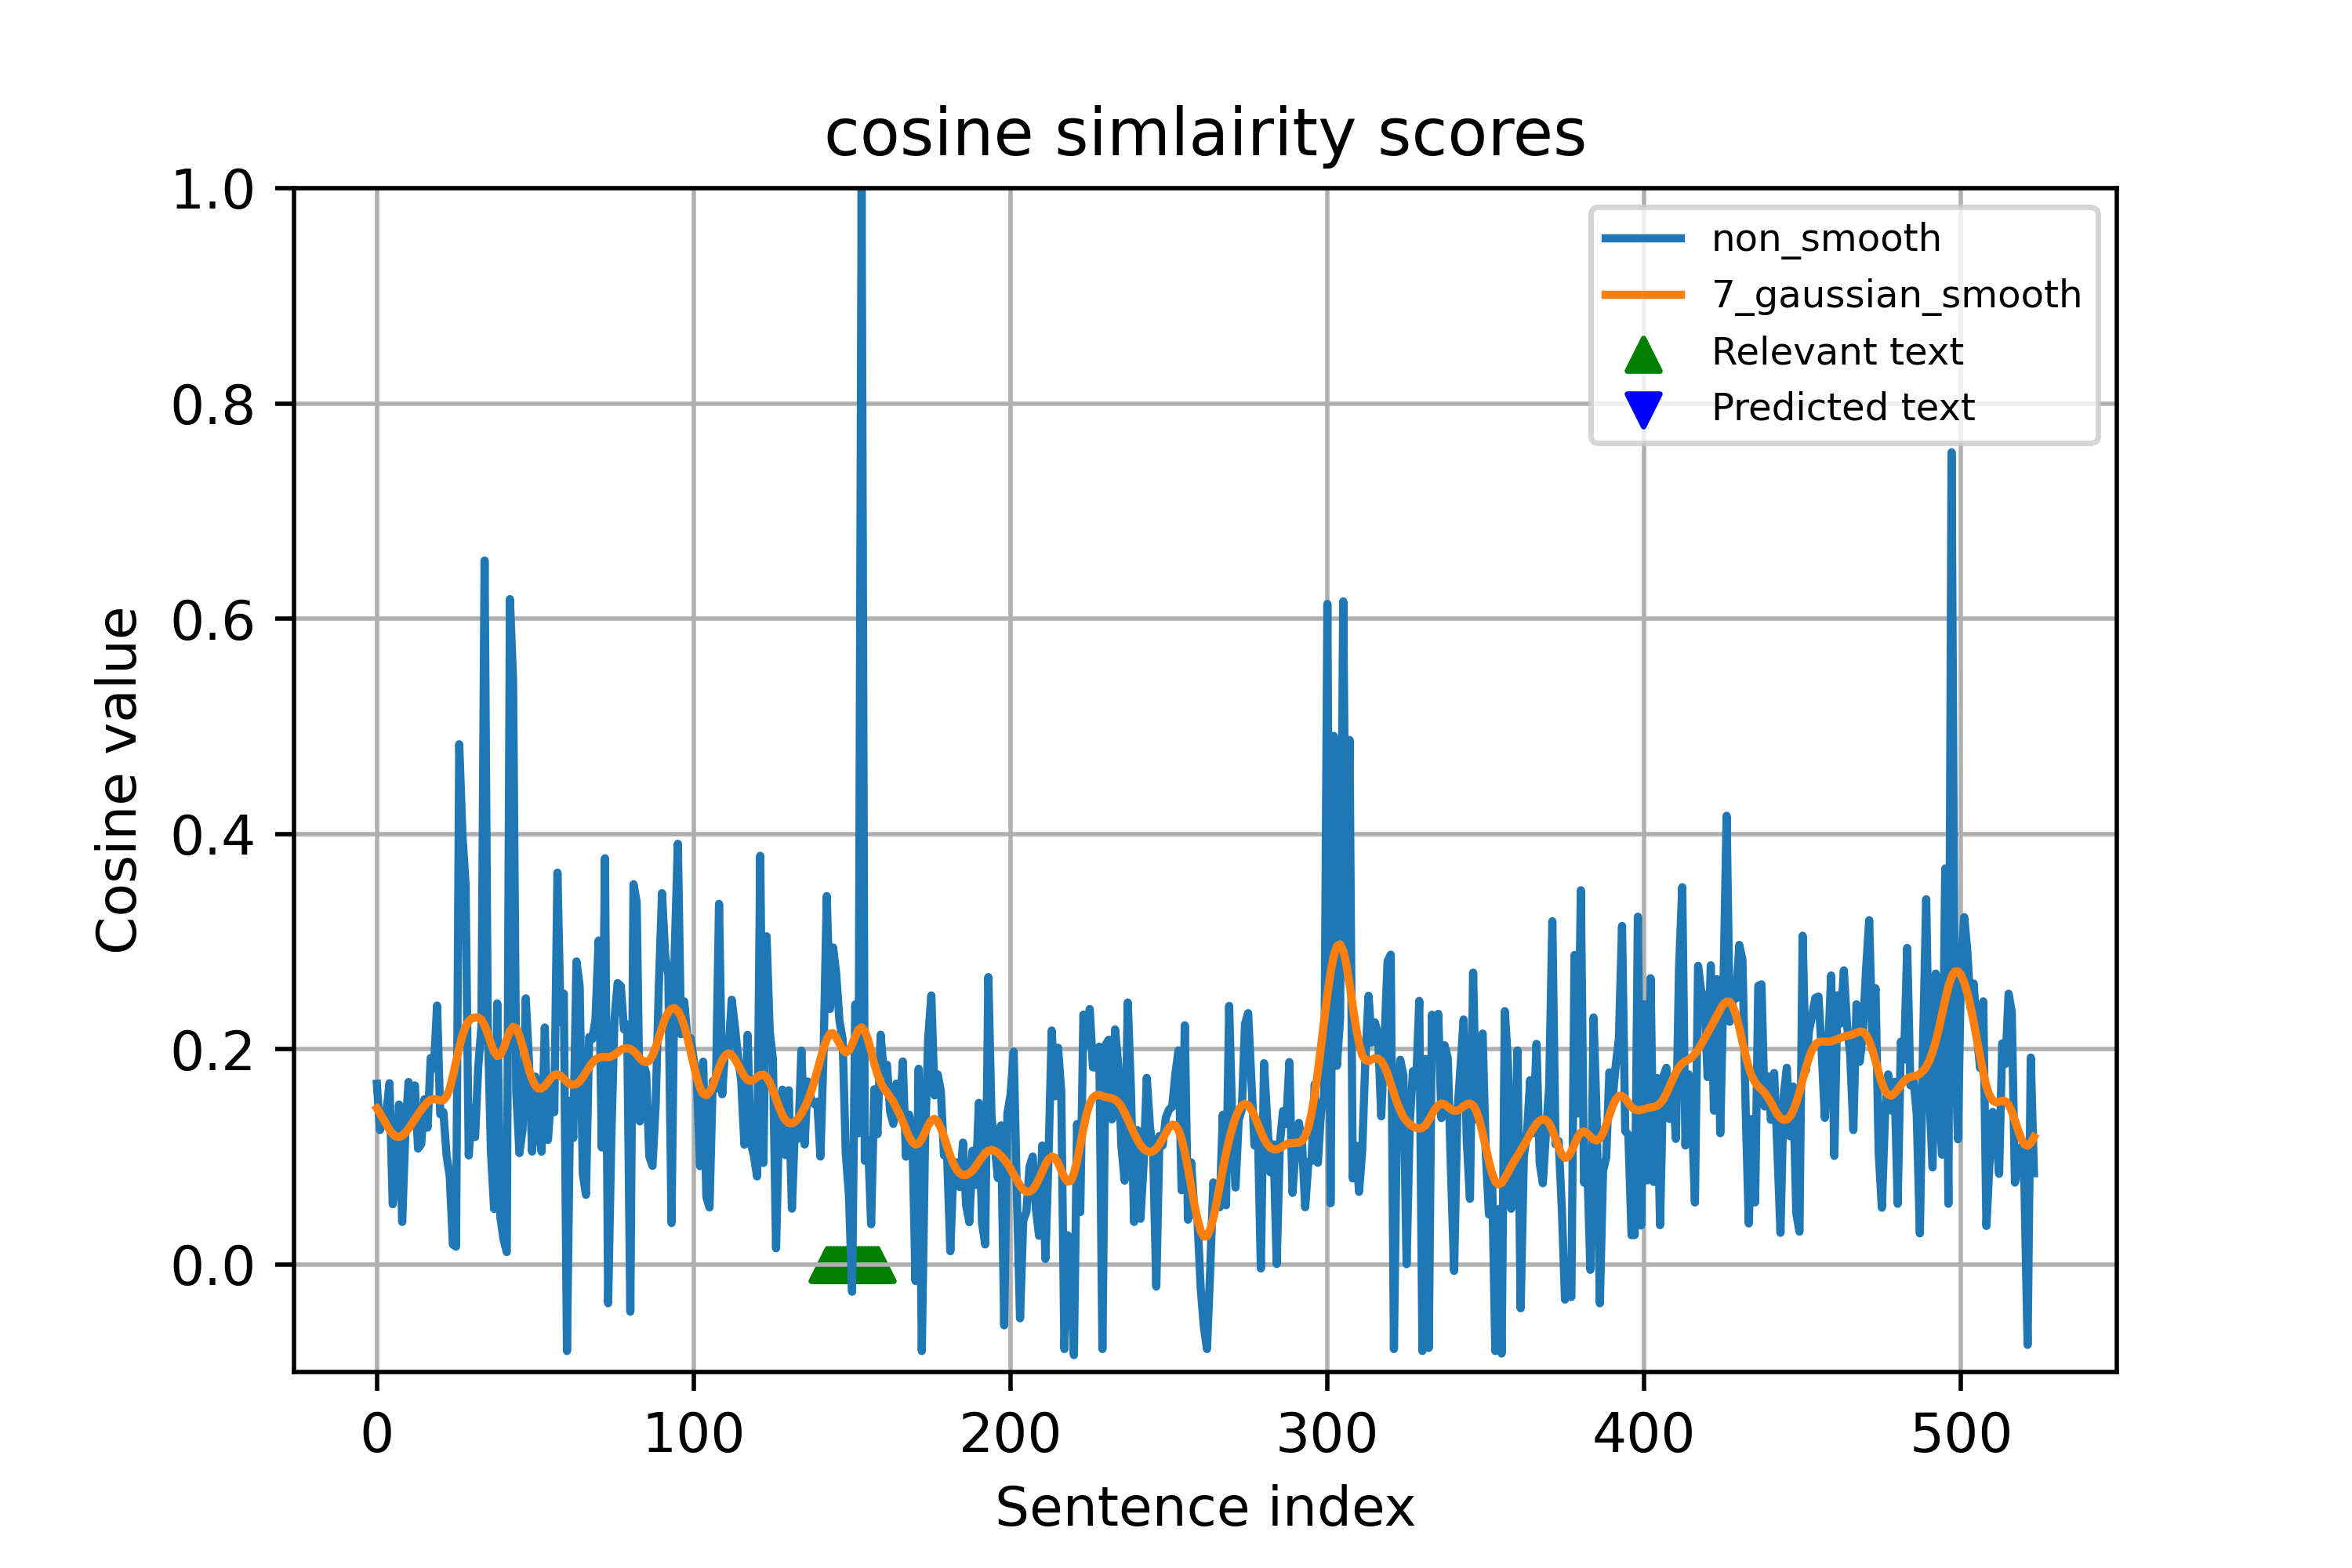 cosine simlairity scores
1.0
0.8
0.6
0.4
0.2
0.0
Cosine value
non_smooth
7_gaussian_smooth
Relevant text
Predicted text
0 100 200 300 400 500
Sentence index